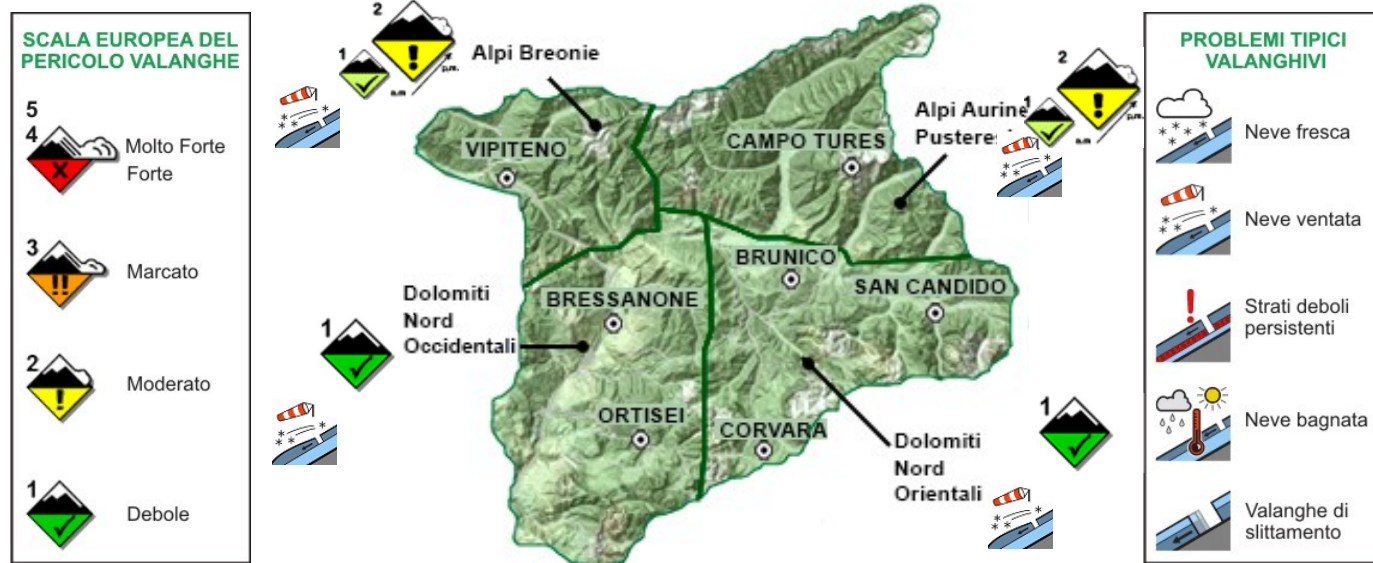 SCALA EUROPEA DEL
PERICOLO VALANGHE
5
4
Molto Forte
Forte
3
Marcato
2
Moderato
1
Debole
2
1
p.m.
a.m
Alpi Breonie
VIPITENO
CAMPO TURES
Alpi Aurine
2
1
p.m.
a.m
Dolomiti
Nord
Occidentali
1
BRESSANONE
BRUNICO
SAN CANDIDO
ORTISEI
CORVARA
Dolomiti
Nord
Orientali
1
PROBLEMI TIPICI
VALANGHIVI
Neve fresca
Neve ventata
Strati deboli
persistenti
Neve bagnata
Valanghe di
slittamento